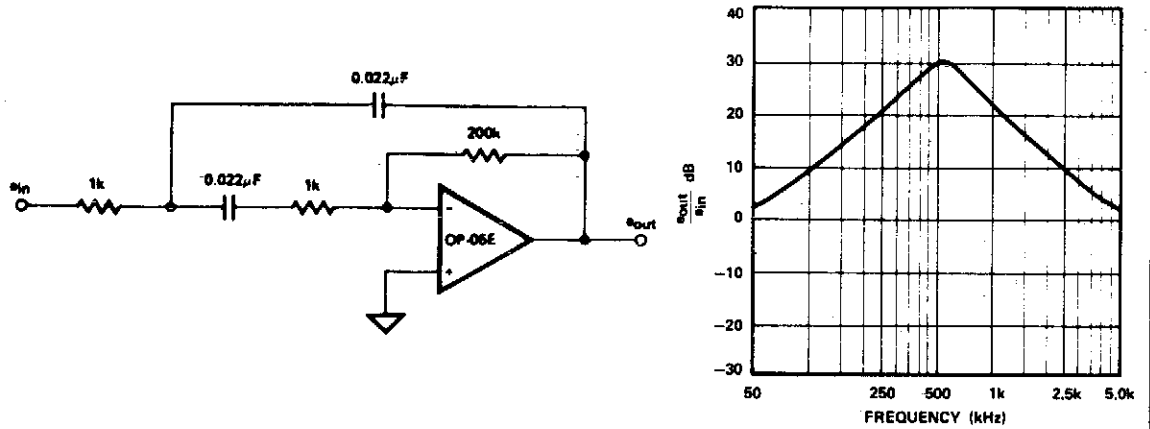 0.022µF
200k
1k
0.022µF
1k
ein
-
OP-06E
+
eout
40
30
20
10
0
-10
-20
-30
eout
ein
dB
50 250 500 1k 2.5k 5.0k
FREQUENCY (kHz)